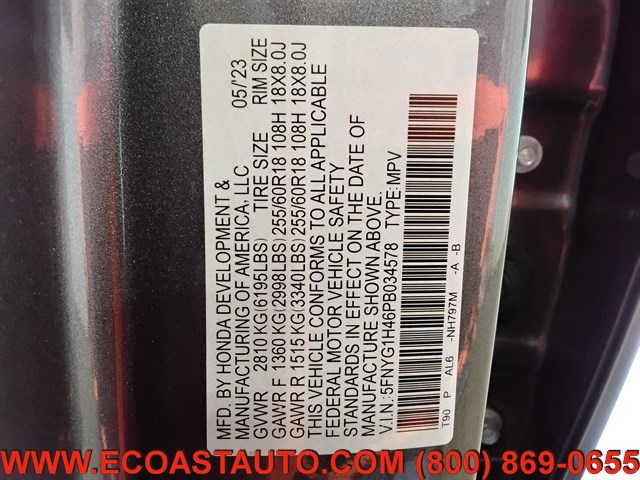 MFD. BY HONDA DEVELOPMENT &
MANUFACTURING OF AMERICA, LLC 05/23
GVWR 2810 KG (6195LBS) TIRE SIZE RIM SIZE
GAWR F 1360 KG (2998LBS) 255/60R18 108H 18X8.0J
GAWR R 1515 KG (3340LBS) 255/60R18 108H 18X8.0J
THIS VEHICLE CONFORMS TO ALL APPLICABLE
FEDERAL MOTOR VEHICLE SAFETY
STANDARDS IN EFFECT ON THE DATE OF
MANUFACTURE SHOWN ABOVE.
V.I.N.: 5FNYG1H46PB034578 TYPE: MPV
T90 P AL6 -NH797M -A -B
WWW.ECOASTAUTO.COM (800) 869-0655